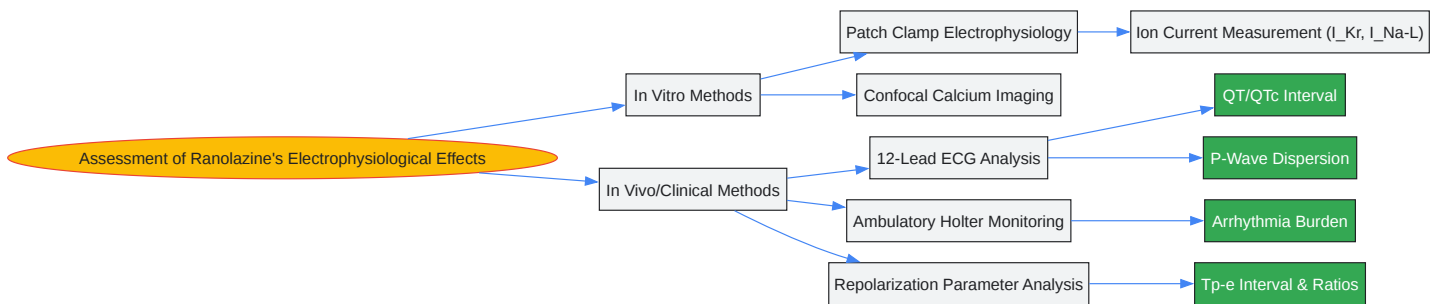 Patch Clamp Electrophysiology
Ion Current Measurement (I_Kr, I_Na-L)
In Vitro Methods
Confocal Calcium Imaging
QT/QTc Interval
Assessment of Ranolazine's Electrophysiological Effects
12-Lead ECG Analysis
P-Wave Dispersion
In Vivo/Clinical Methods
Ambulatory Holter Monitoring
Arrhythmia Burden
Repolarization Parameter Analysis
Tp-e Interval & Ratios